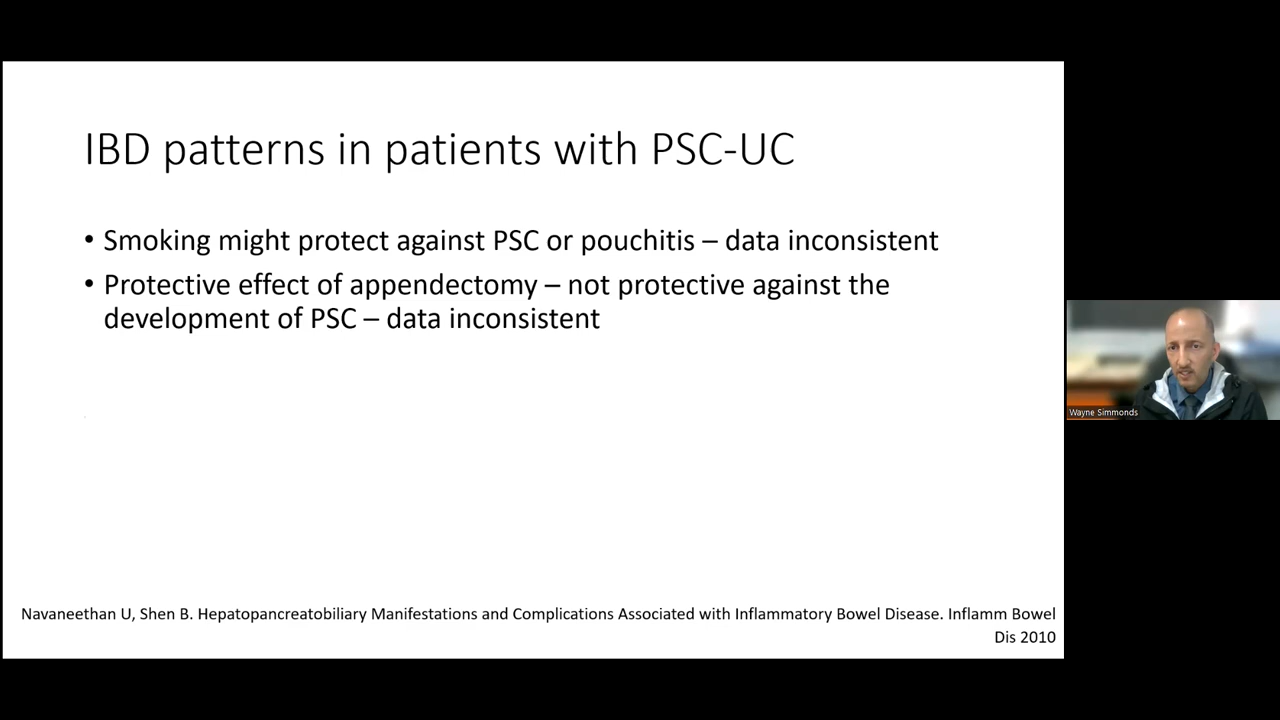 IBD patterns in patients with PSC-UC
• Smoking might protect against PSC or pouchitis – data inconsistent
• Protective effect of appendectomy – not protective against the
development of PSC – data inconsistent
Wayne Simmonds
Navaneethan U, Shen B. Hepatopancreatobiliary Manifestations and Complications Associated with Inflammatory Bowel Disease. Inflamm Bowel
Dis 2010